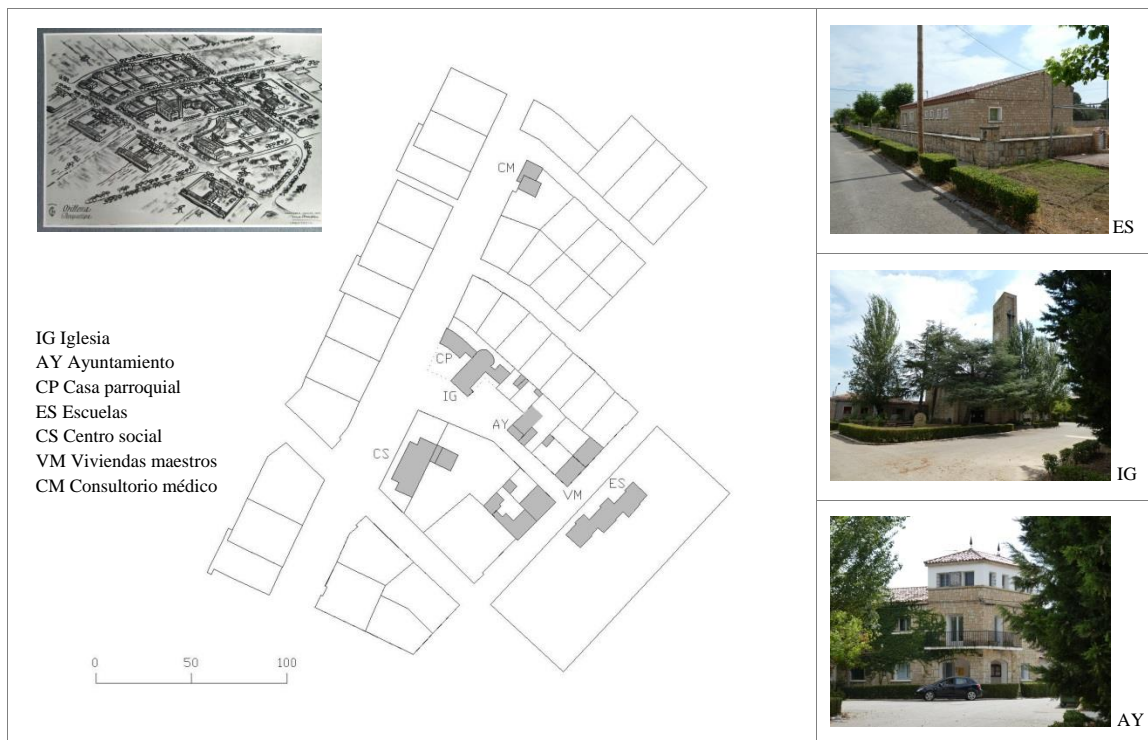 Orillena
IG Iglesia
AY Ayuntamiento
CP Casa parroquial
ES Escuelas
CS Centro social
VM Viviendas maestros
CM Consultorio médico
CM
CP
IG
AY
CS
VM
ES
0 50 100
ES
IG
AY